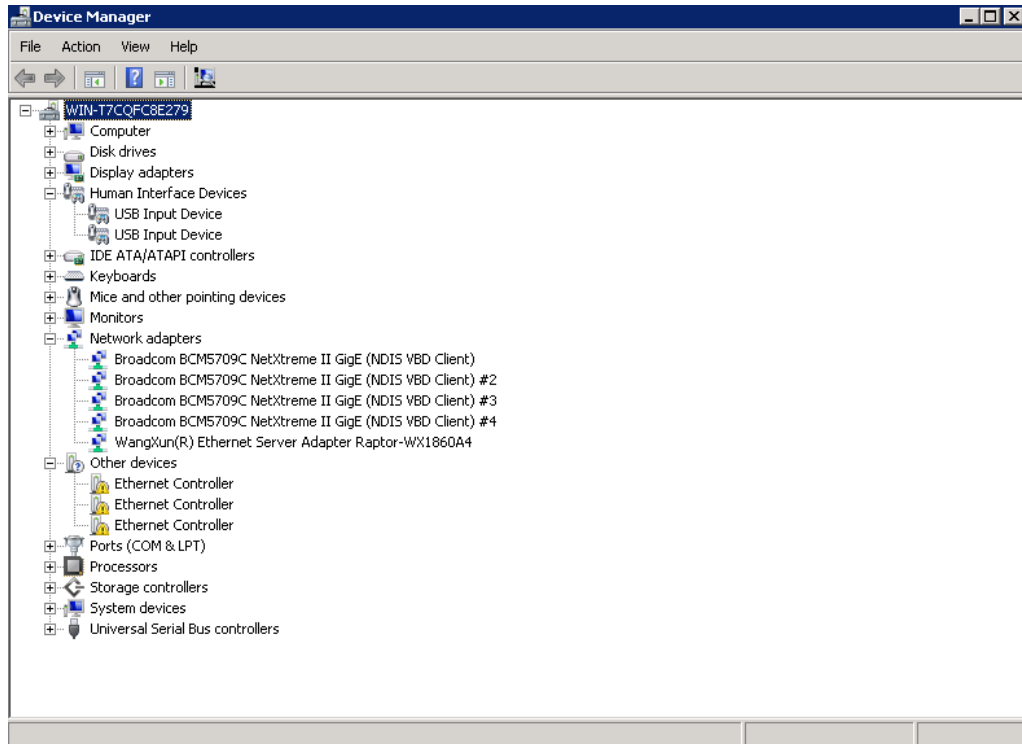 Device Manager
File Action View Help
WIN-T7CQFC8E279
Computer
Disk drives
Display adapters
Human Interface Devices
USB Input Device
USB Input Device
IDE ATA/ATAPI controllers
Keyboards
Mice and other pointing devices
Monitors
Network adapters
Broadcom BCM5709C NetXtreme II GigE (NDIS VBD Client)
Broadcom BCM5709C NetXtreme II GigE (NDIS VBD Client) #2
Broadcom BCM5709C NetXtreme II GigE (NDIS VBD Client) #3
Broadcom BCM5709C NetXtreme II GigE (NDIS VBD Client) #4
WangXun(R) Ethernet Server Adapter Raptor-WX1860A4
Other devices
Ethernet Controller
Ethernet Controller
Ethernet Controller
Ports (COM & LPT)
Processors
Storage controllers
System devices
Universal Serial Bus controllers